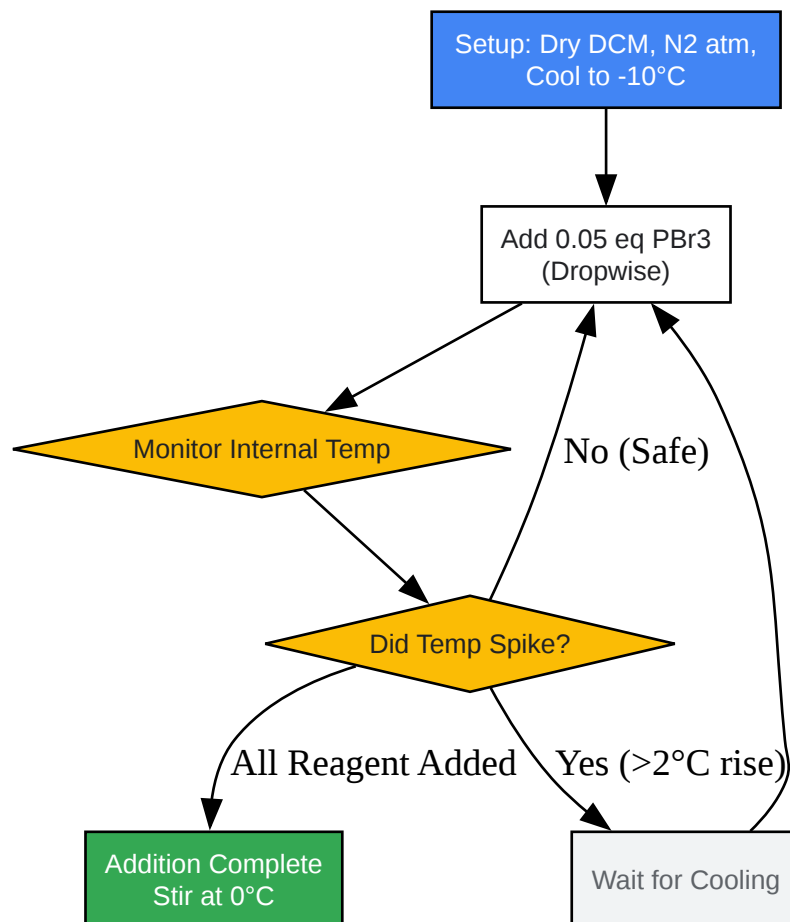 Setup: Dry DCM, N2 atm,
Cool to -10°C
Add 0.05 eq PBr3
(Dropwise)
Monitor Internal Temp
No (Safe)
Did Temp Spike?
All Reagent Added
Yes (>2°C rise)
Addition Complete
Stir at 0°C
Wait for Cooling